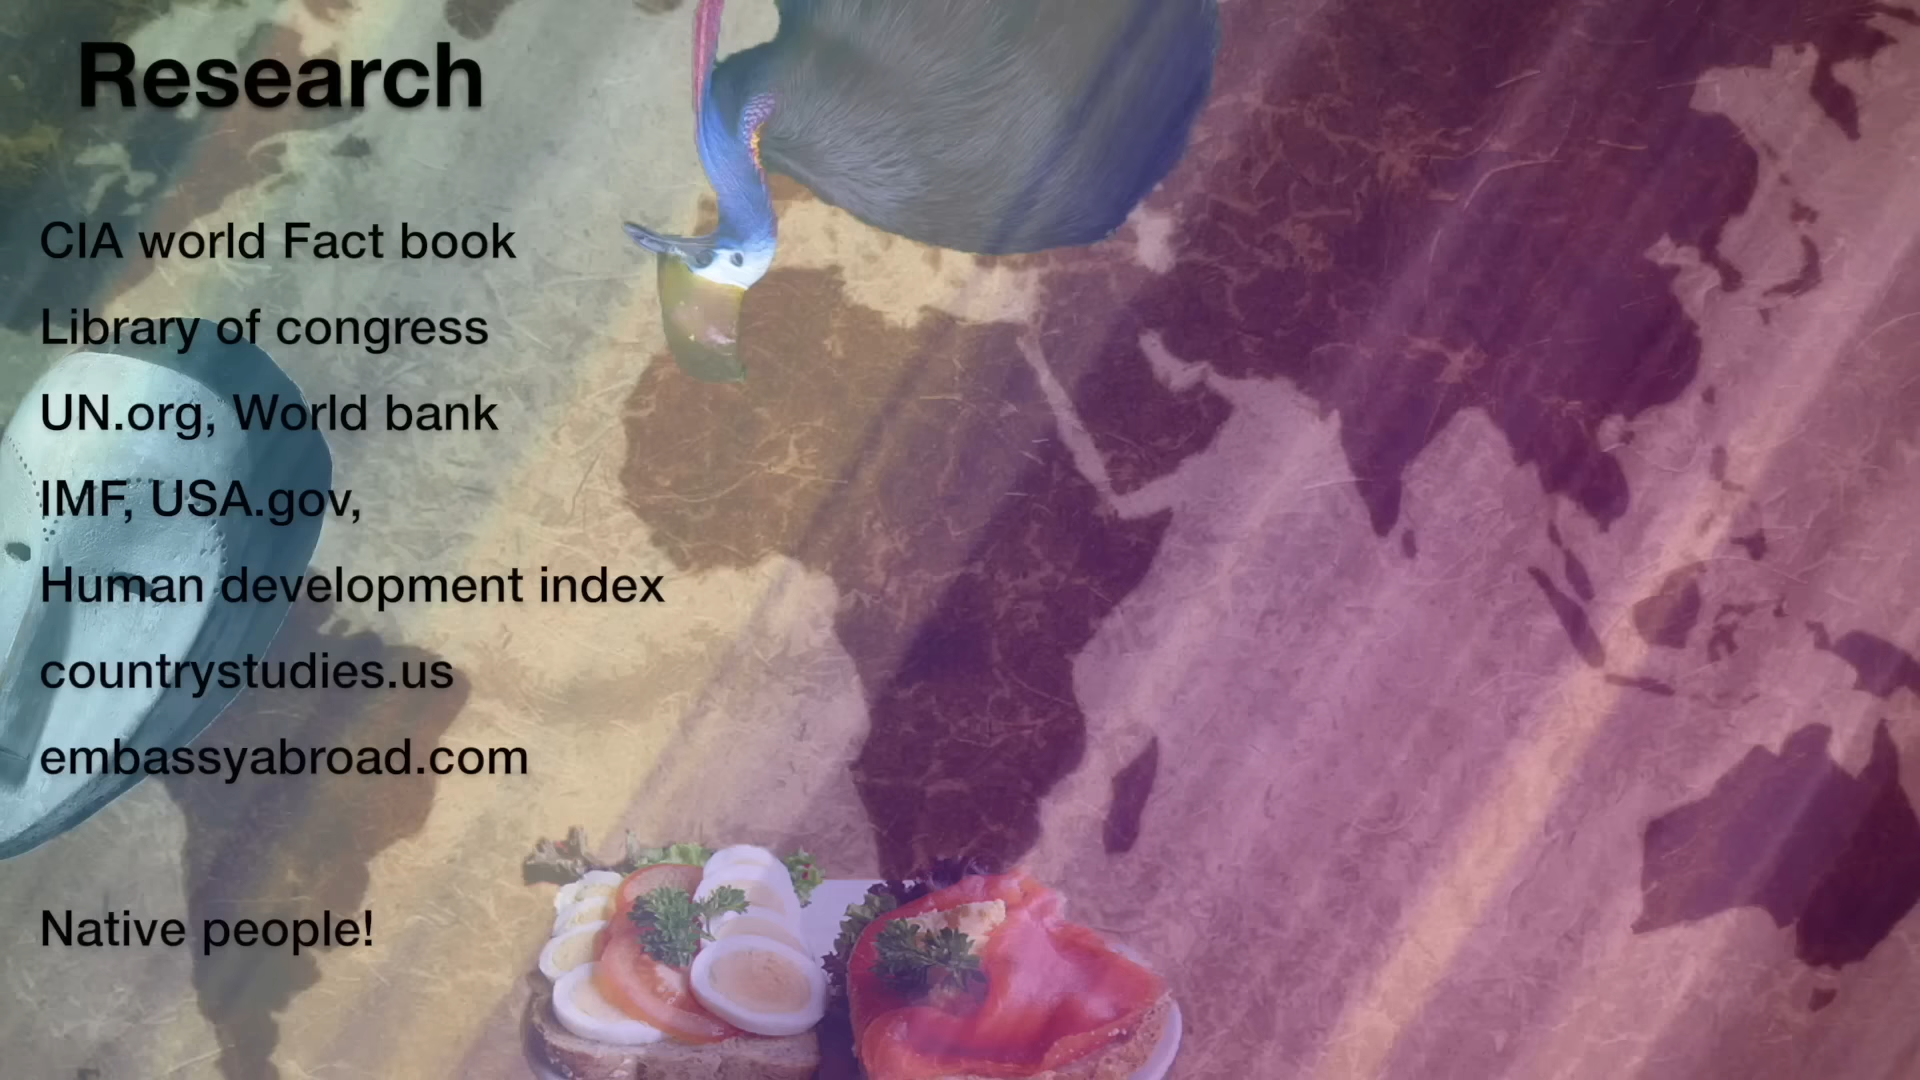 Research
CIA world Fact book
Library of congress
UN.org, World bank
IMF, USA.gov,
Human development index
countrystudies.us
embassyabroad.com
Native people!